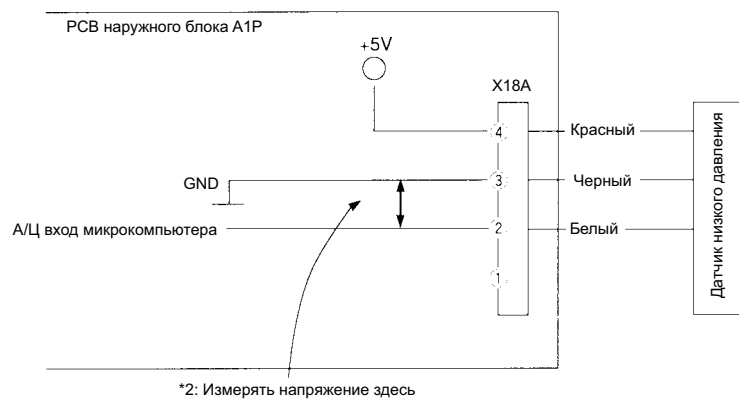 PCB наружного блока A1P
+5V
X18A
4
Красный
GND
3
Черный
А/Ц вход микрокомпьютера
2
Белый
1
Датчик низкого давления
*2: Измерять напряжение здесь